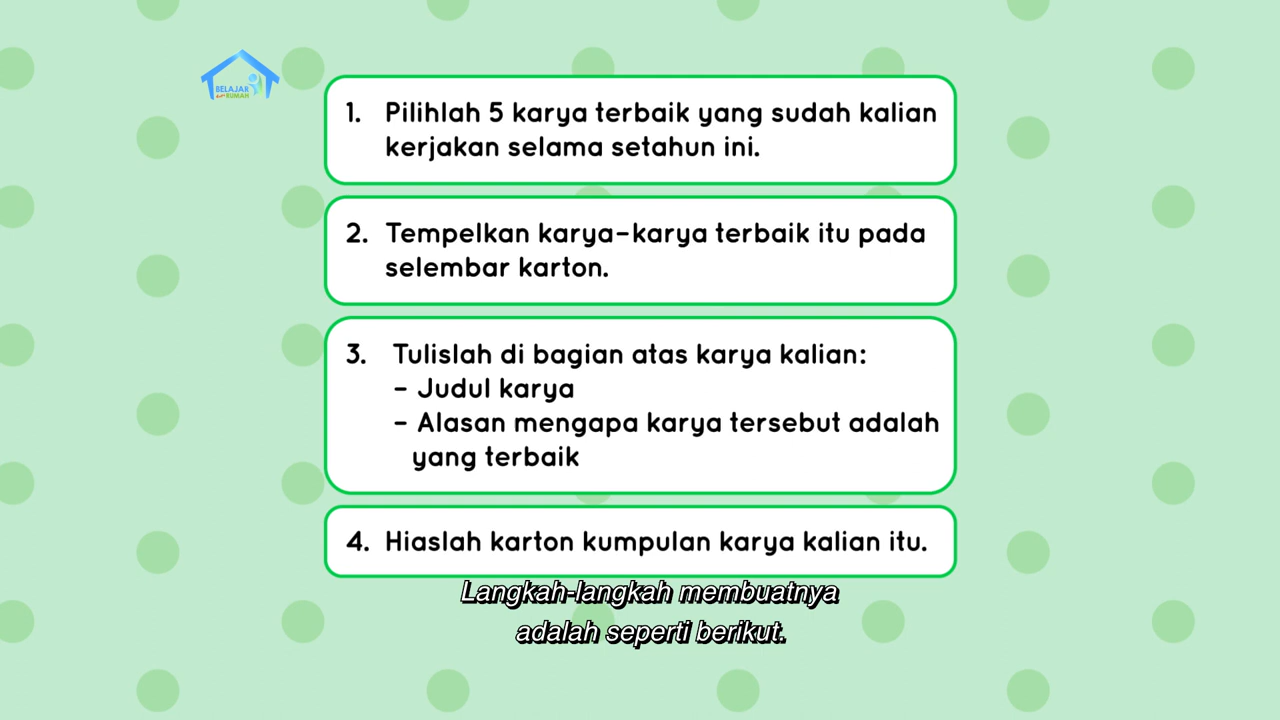 BELAJAR
dari RUMAH
1. Pilihlah 5 karya terbaik yang sudah kalian
kerjakan selama setahun ini.
2. Tempelkan karya-karya terbaik itu pada
selembar karton.
3. Tulislah di bagian atas karya kalian:
- Judul karya
- Alasan mengapa karya tersebut adalah
yang terbaik
4. Hiaslah karton kumpulan karya kalian itu.
Langkah-langkah membuatnya
adalah seperti berikut.